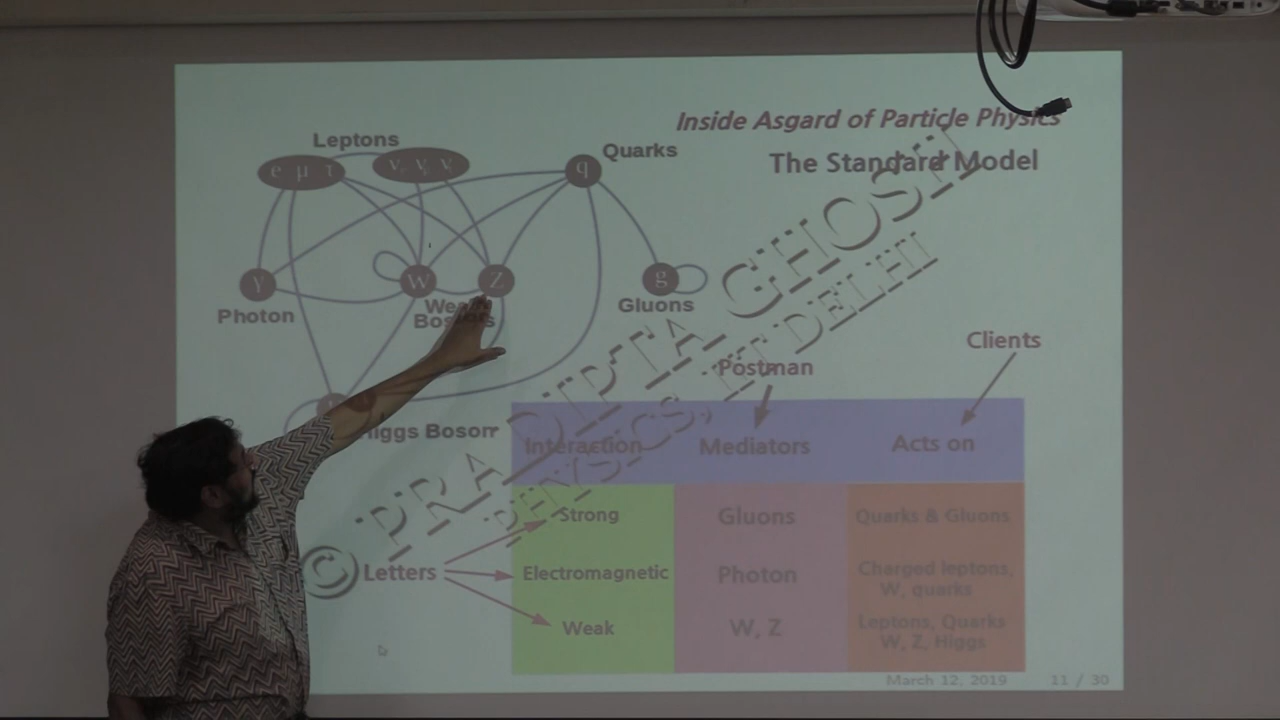 Inside Asgard of Particle Physics
The Standard Model
Leptons
Quarks
e μ τ
q
γ
W
Z
g
Photon
Weak
Bosons
Gluons
Higgs Boson
Postman
Clients
Interaction
Mediators
Acts on
Letters
Strong
Gluons
Quarks & Gluons
Electromagnetic
Photon
Charged leptons,
W, quarks
Weak
W, Z
Leptons, Quarks
W, Z, Higgs
© PRADIPTA GHOSH
PHYSICS, IIT DELHI
March 12, 2019
11 / 30